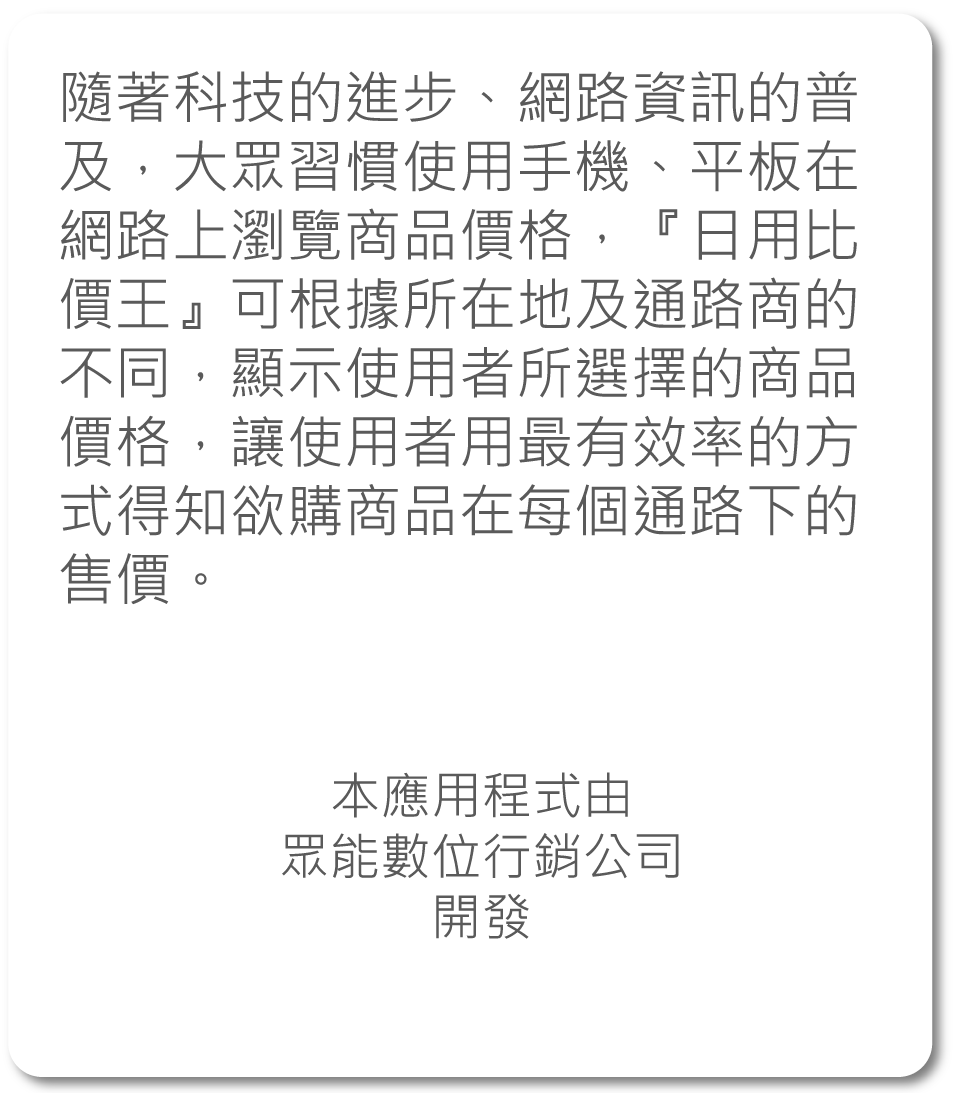 隨著科技的進步、網路資訊的普
及，大眾習慣使用手機、平板在
網路上瀏覽商品價格，『日用比
價王』可根據所在地及通路商的
不同，顯示使用者所選擇的商品
價格，讓使用者用最有效率的方
式得知欲購商品在每個通路下的
售價。
本應用程式由
眾能數位行銷公司
開發